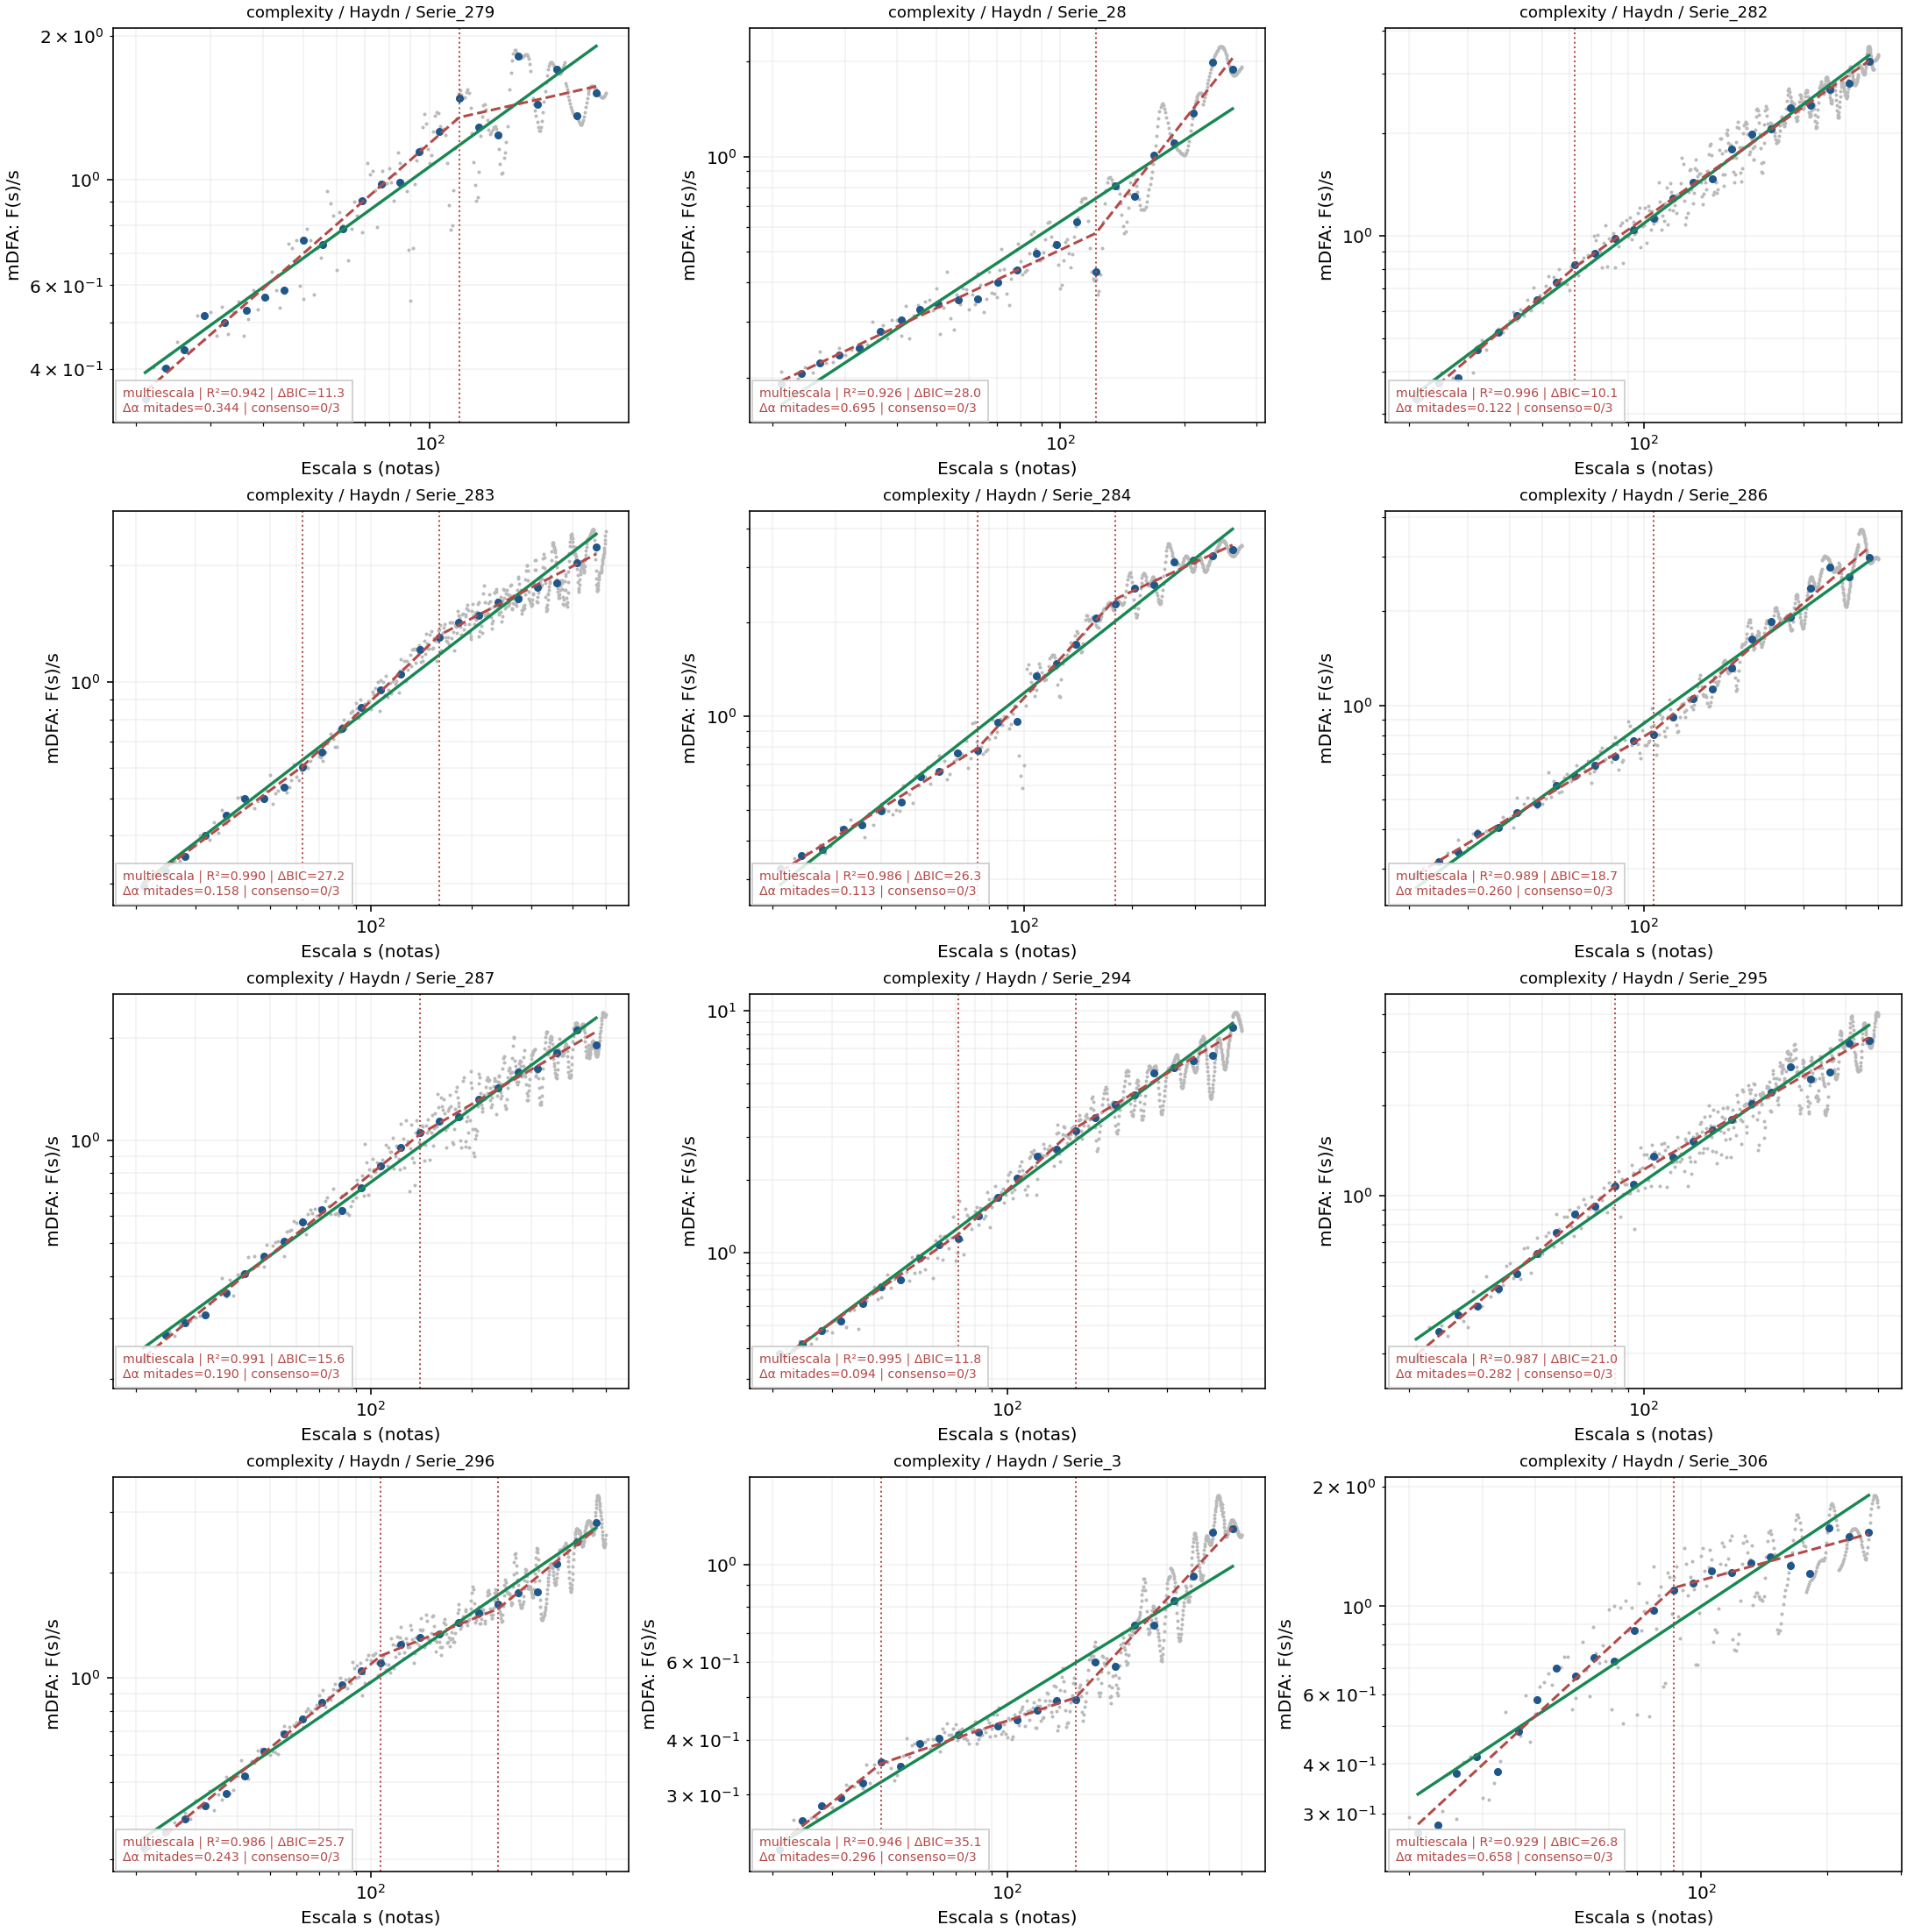 complexity / Haydn / Serie_279
2 × 10⁰
10⁰
6 × 10⁻¹
4 × 10⁻¹
mDFA: F(s)/s
multiescala | R²=0.942 | ΔBIC=11.3
Δα mitades=0.344 | consenso=0/3
10²
Escala s (notas)
complexity / Haydn / Serie_28
10⁰
mDFA: F(s)/s
multiescala | R²=0.926 | ΔBIC=28.0
Δα mitades=0.695 | consenso=0/3
10²
Escala s (notas)
complexity / Haydn / Serie_282
10⁰
mDFA: F(s)/s
multiescala | R²=0.996 | ΔBIC=10.1
Δα mitades=0.122 | consenso=0/3
10²
Escala s (notas)
complexity / Haydn / Serie_283
10⁰
mDFA: F(s)/s
multiescala | R²=0.990 | ΔBIC=27.2
Δα mitades=0.158 | consenso=0/3
10²
Escala s (notas)
complexity / Haydn / Serie_284
10⁰
mDFA: F(s)/s
multiescala | R²=0.986 | ΔBIC=26.3
Δα mitades=0.113 | consenso=0/3
10²
Escala s (notas)
complexity / Haydn / Serie_286
10⁰
mDFA: F(s)/s
multiescala | R²=0.989 | ΔBIC=18.7
Δα mitades=0.260 | consenso=0/3
10²
Escala s (notas)
complexity / Haydn / Serie_287
10⁰
mDFA: F(s)/s
multiescala | R²=0.991 | ΔBIC=15.6
Δα mitades=0.190 | consenso=0/3
10²
Escala s (notas)
complexity / Haydn / Serie_294
10¹
10⁰
mDFA: F(s)/s
multiescala | R²=0.995 | ΔBIC=11.8
Δα mitades=0.094 | consenso=0/3
10²
Escala s (notas)
complexity / Haydn / Serie_295
10⁰
mDFA: F(s)/s
multiescala | R²=0.987 | ΔBIC=21.0
Δα mitades=0.282 | consenso=0/3
10²
Escala s (notas)
complexity / Haydn / Serie_296
10⁰
mDFA: F(s)/s
multiescala | R²=0.986 | ΔBIC=25.7
Δα mitades=0.243 | consenso=0/3
10²
Escala s (notas)
complexity / Haydn / Serie_3
10⁰
6 × 10⁻¹
4 × 10⁻¹
3 × 10⁻¹
mDFA: F(s)/s
multiescala | R²=0.946 | ΔBIC=35.1
Δα mitades=0.296 | consenso=0/3
10²
Escala s (notas)
complexity / Haydn / Serie_306
2 × 10⁰
10⁰
6 × 10⁻¹
4 × 10⁻¹
3 × 10⁻¹
mDFA: F(s)/s
multiescala | R²=0.929 | ΔBIC=26.8
Δα mitades=0.658 | consenso=0/3
10²
Escala s (notas)